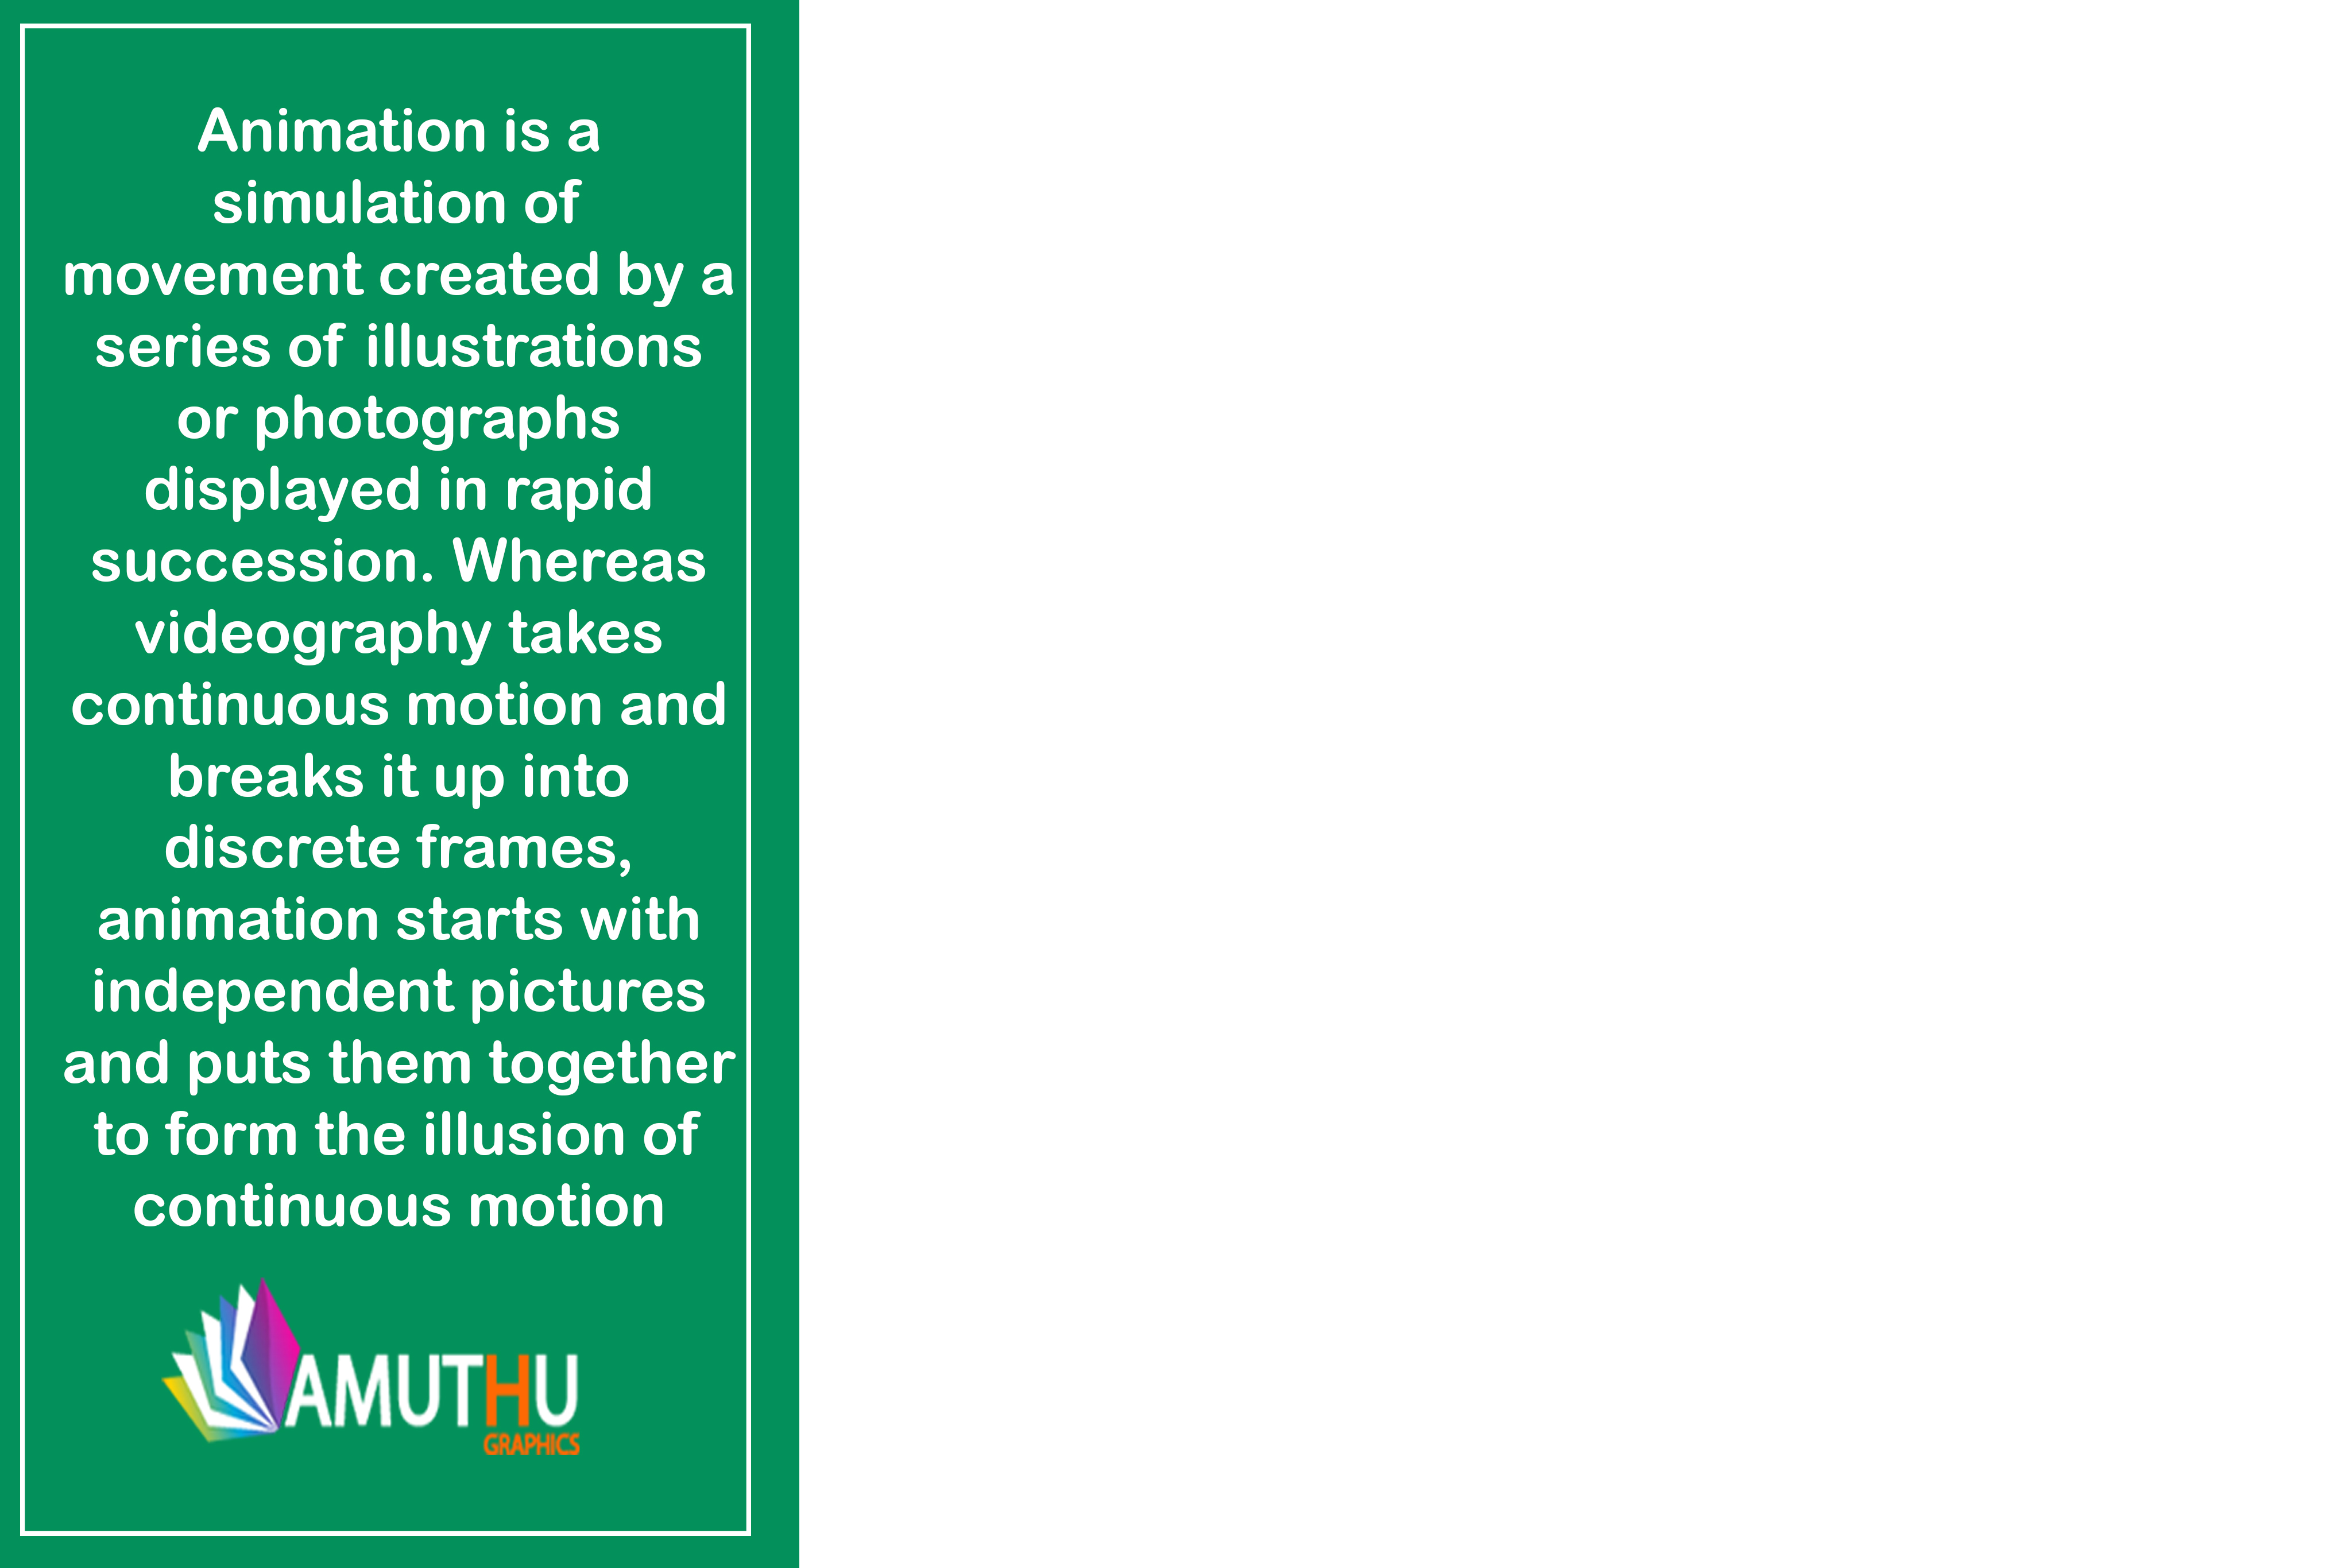 Animation is a
simulation of
movement created by a
series of illustrations
or photographs
displayed in rapid
succession. Whereas
videography takes
continuous motion and
breaks it up into
discrete frames,
animation starts with
independent pictures
and puts them together
to form the illusion of
continuous motion
AMUTHU
GRAPHICS